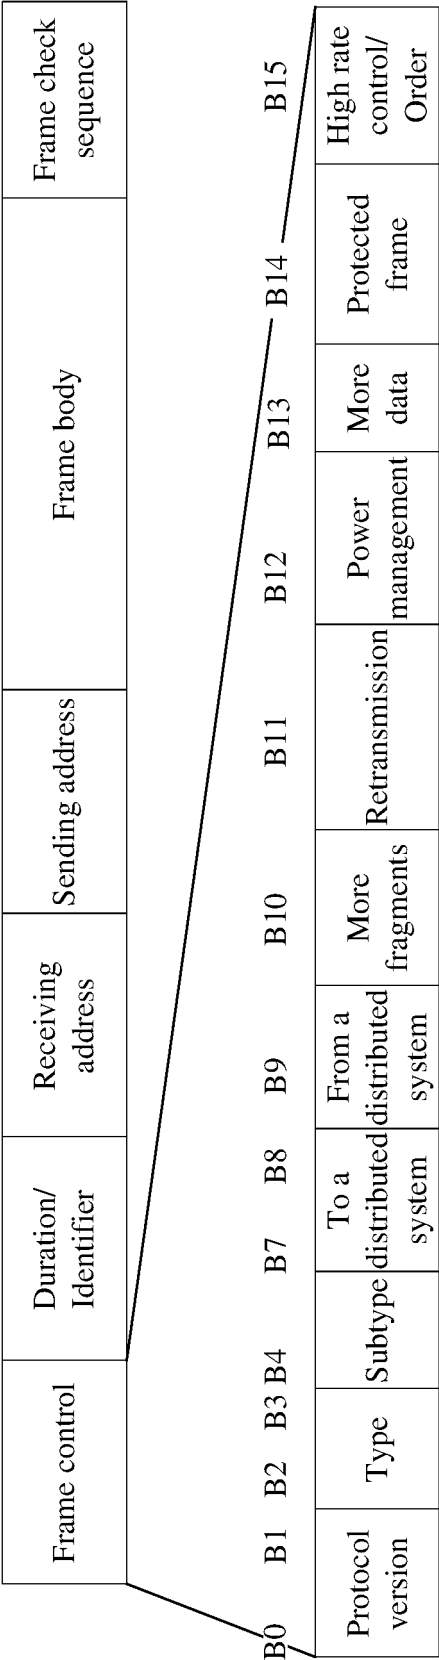 Frame control
Duration/
Identifier
Receiving
address
Sending address
Frame body
Frame check
sequence
B0 B1 B2 B3 B4 B7 B8 B9 B10 B11 B12 B13 B14 B15
Protocol
version
Type
Subtype
To a
distributed
system
From a
distributed
system
More
fragments
Retransmission
Power
management
More
data
Protected
frame
High rate
control/
Order